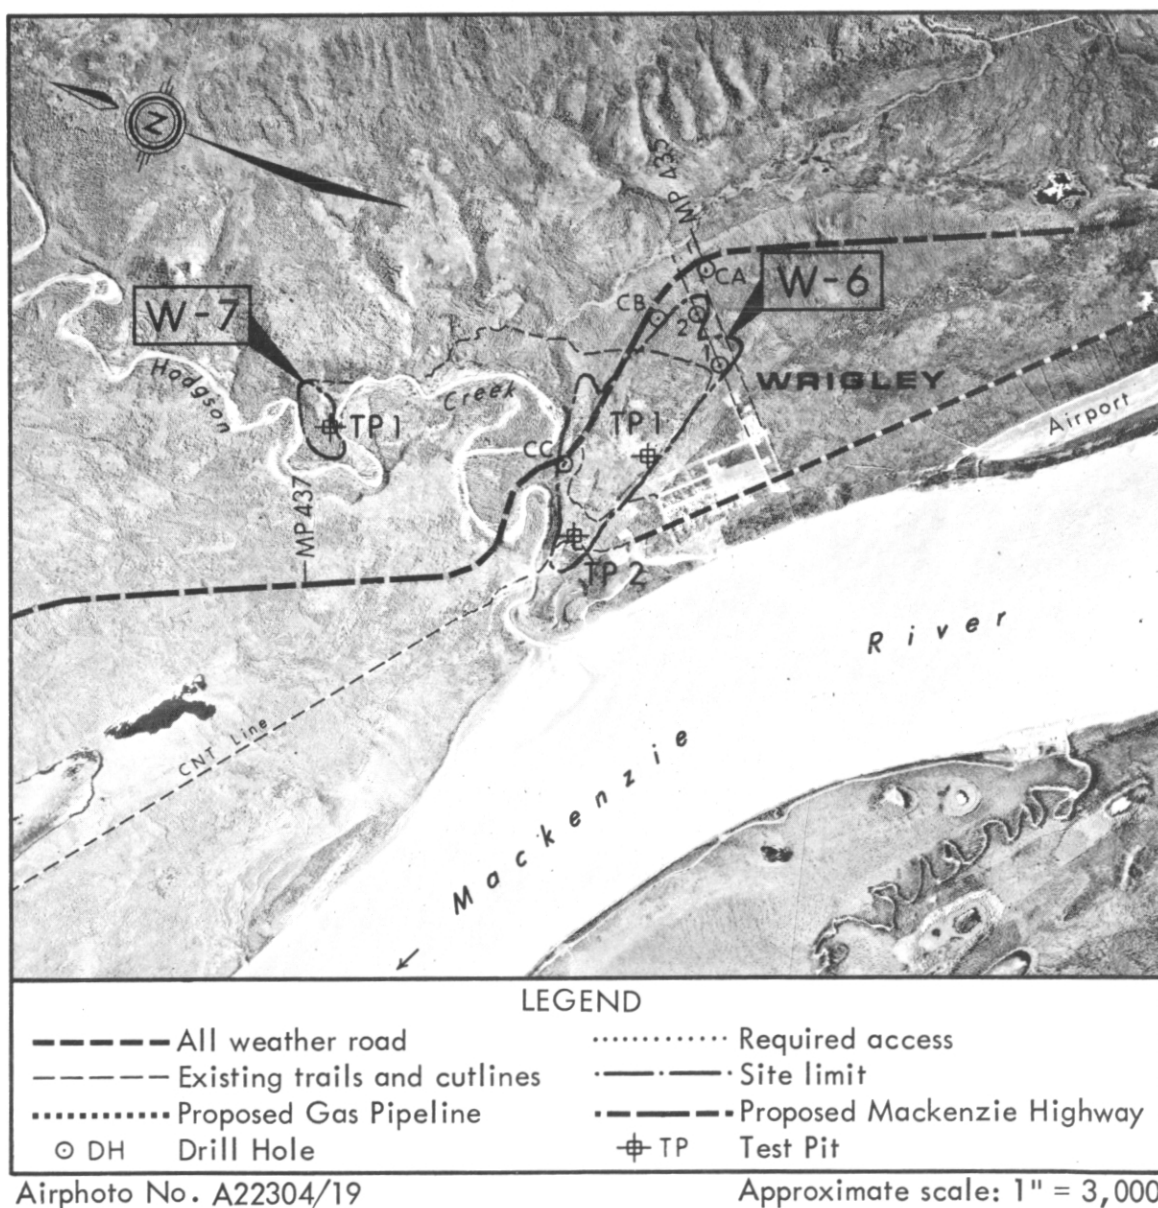 N
MP 435
CA
W-6
CB
2
W-7
1
WRIGLEY
Hodgson
Creek
TP 1
TP 1
Airport
CC
MP 437
TP 2
River
CNT Line
Mackenzie
LEGEND
All weather road
Required access
Existing trails and cutlines
Site limit
Proposed Gas Pipeline
Proposed Mackenzie Highway
DH Drill Hole
TP Test Pit
Airphoto No. A22304/19
Approximate scale: 1" = 3,000